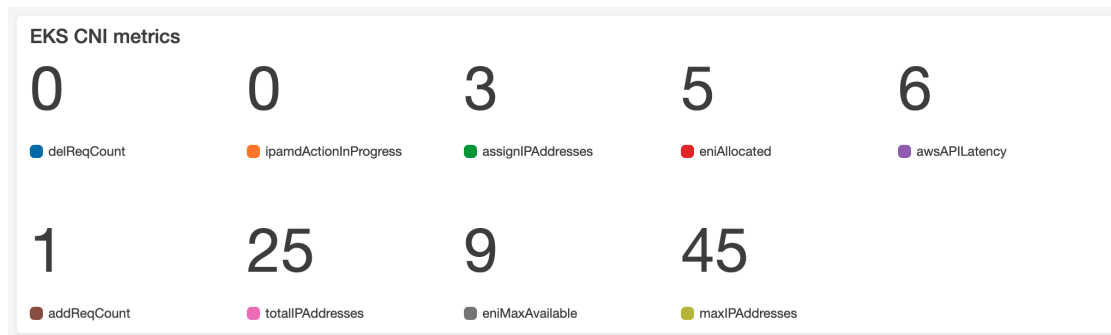 EKS CNI metrics
0 0 3 5 6
delReqCount ipamdActionInProgress assignIPAddresses eniAllocated awsAPILatency
1 25 9 45
addReqCount totalIPAddresses eniMaxAvailable maxIPAddresses